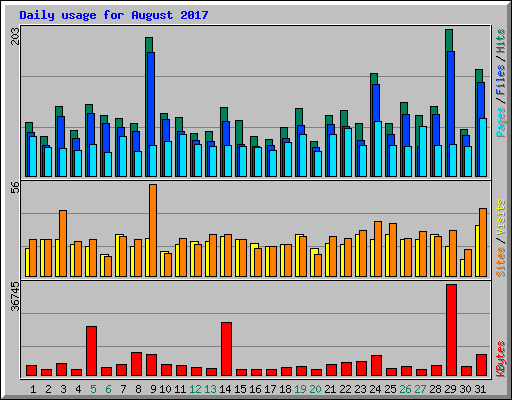 Daily usage for August 2017
203
Pages / Files / Hits
56
Sites / Visits
36745
KBytes
1 2 3 4 5 6 7 8 9 10 11 12 13 14 15 16 17 18 19 20 21 22 23 24 25 26 27 28 29 30 31